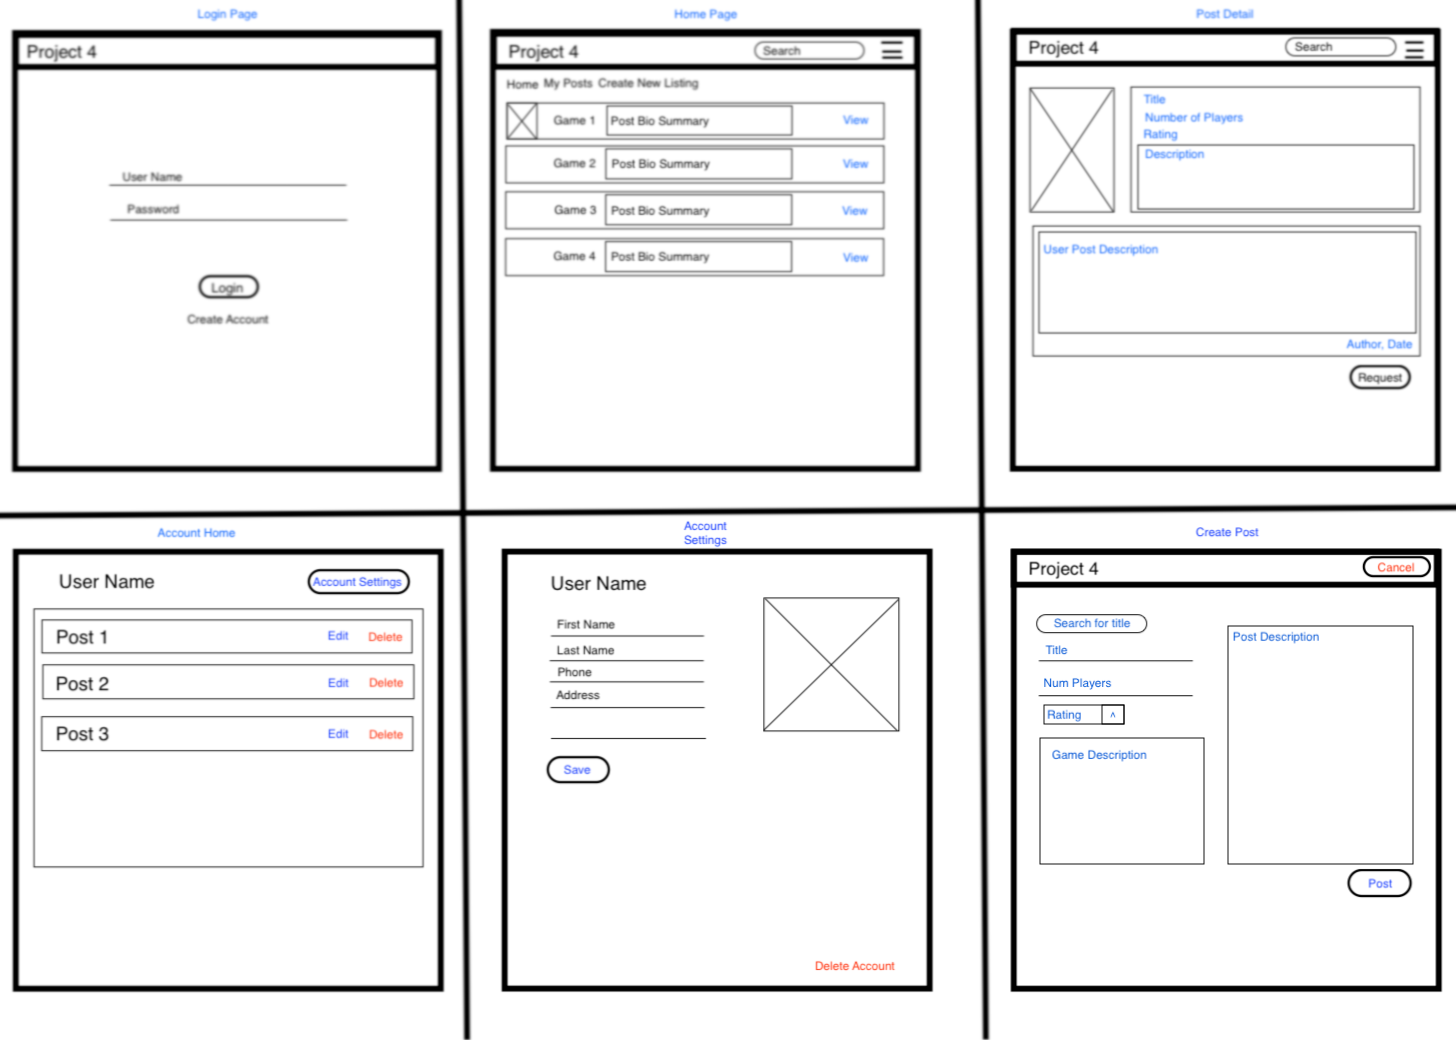 Login Page
Project 4
User Name
Password
Login
Create Account
Home Page
Project 4
Search
Home My Posts Create New Listing
Game 1 Post Bio Summary View
Game 2 Post Bio Summary View
Game 3 Post Bio Summary View
Game 4 Post Bio Summary View
Post Detail
Project 4
Search
Title
Number of Players
Rating
Description
User Post Description
Author, Date
Request
Account Home
User Name Account Settings
Post 1 Edit Delete
Post 2 Edit Delete
Post 3 Edit Delete
Account
Settings
User Name
First Name
Last Name
Phone
Address
Save
Delete Account
Create Post
Project 4 Cancel
Search for title
Title
Num Players
Rating ^
Game Description
Post Description
Post